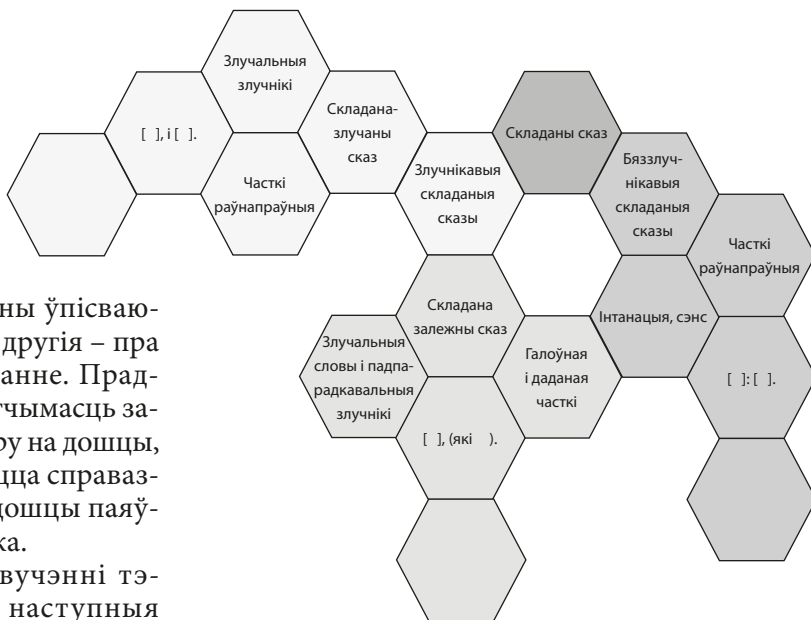 Злучальныя
злучнікі
[ ], і [ ].
Складана-
злучаны
сказ
Часткі
раўнапраўныя
Злучнікавыя
складаныя
сказы
Складаны сказ
Бяззлуч-
нікавыя
складаныя
сказы
Часткі
раўнапраўныя
Складана
залежны сказ
Інтанацыя, сэнс
Злучальныя
словы і падпа-
радкавальныя
злучнікі
Галоўная
і даданая
часткі
[ ]: [ ].
[ ], (які ).
ны ўпісваю-
другія – пра
анне. Прад-
чымасць за-
ру на дошцы,
цца справаз-
дошцы паяў-
ка.
вучэнні тэ-
наступныя